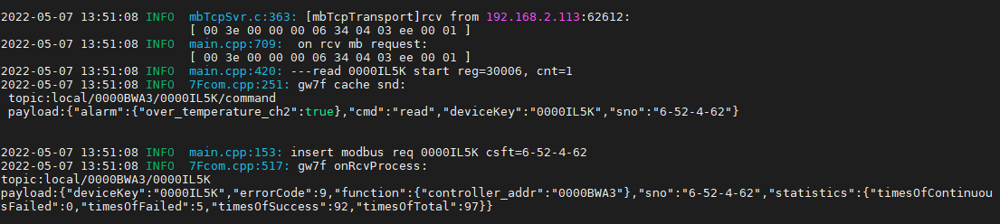 2022-05-07 13:51:08 INFO  mbTcpSvr.c:363: [mbTcpTransport]rcv from 192.168.2.113:62612:
[ 00 3e 00 00 00 06 34 04 03 ee 00 01 ]
2022-05-07 13:51:08 INFO  main.cpp:709:  on rcv mb request:
[ 00 3e 00 00 00 06 34 04 03 ee 00 01 ]
2022-05-07 13:51:08 INFO  main.cpp:420: ---read 0000IL5K start reg=30006, cnt=1
2022-05-07 13:51:08 INFO  7Fcom.cpp:251: gw7f cache snd:
topic:local/0000BWA3/0000IL5K/command
payload:{"alarm":{"over_temperature_ch2":true},"cmd":"read","deviceKey":"0000IL5K","sno":"6-52-4-62"}
2022-05-07 13:51:08 INFO  main.cpp:153: insert modbus req 0000IL5K csft=6-52-4-62
2022-05-07 13:51:08 INFO  7Fcom.cpp:517: gw7f onRcvProcess:
topic:local/0000BWA3/0000IL5K
payload:{"deviceKey":"0000IL5K","errorCode":9,"function":{"controller_addr":"0000BWA3"},"sno":"6-52-4-62","statistics":{"timesOfContinuou
sFailed":0,"timesOfFailed":5,"timesOfSuccess":92,"timesOfTotal":97}}